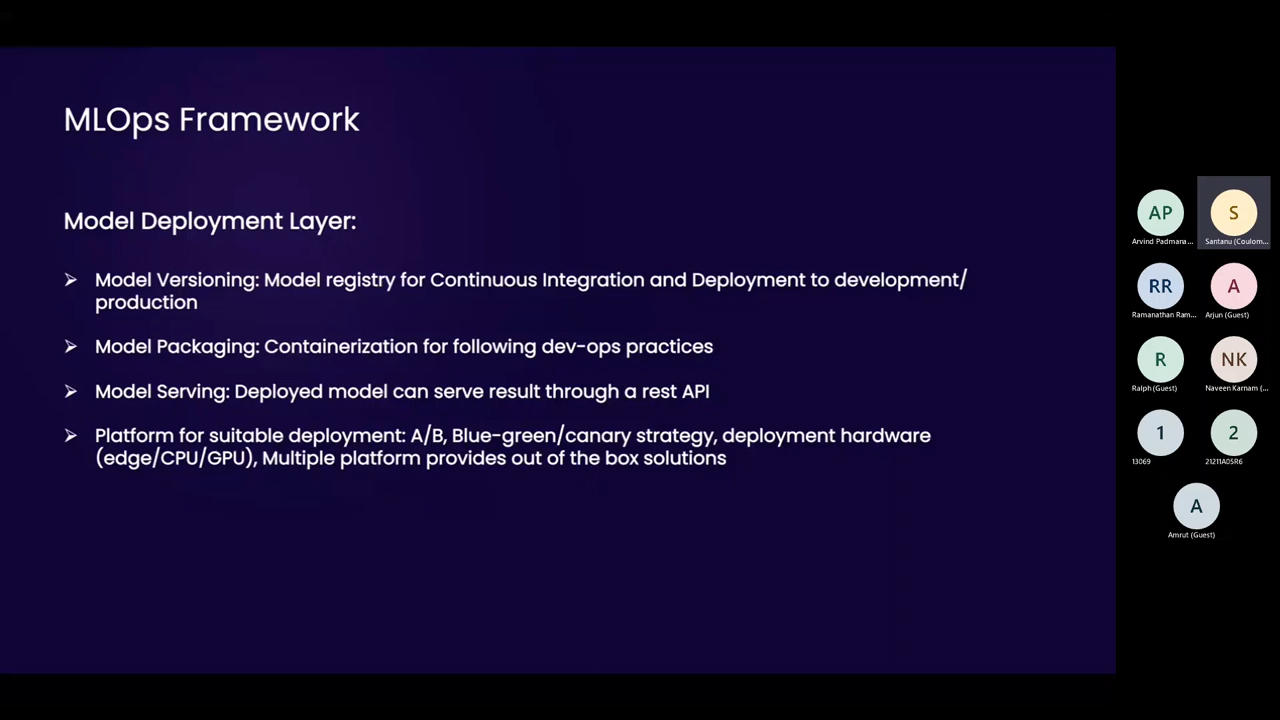 MLOps Framework
Model Deployment Layer:
➢ Model Versioning: Model registry for Continuous Integration and Deployment to development/
production
➢ Model Packaging: Containerization for following dev-ops practices
➢ Model Serving: Deployed model can serve result through a rest API
➢ Platform for suitable deployment: A/B, Blue-green/canary strategy, deployment hardware
(edge/CPU/GPU), Multiple platform provides out of the box solutions
AP
S
Arvind Padmana...
Santanu (Coulom...
RR
A
Ramanathan Ram...
Arjun (Guest)
R
NK
Ralph (Guest)
Naveen Karnam (...
1
2
13069
21211A05R6
A
Amrut (Guest)